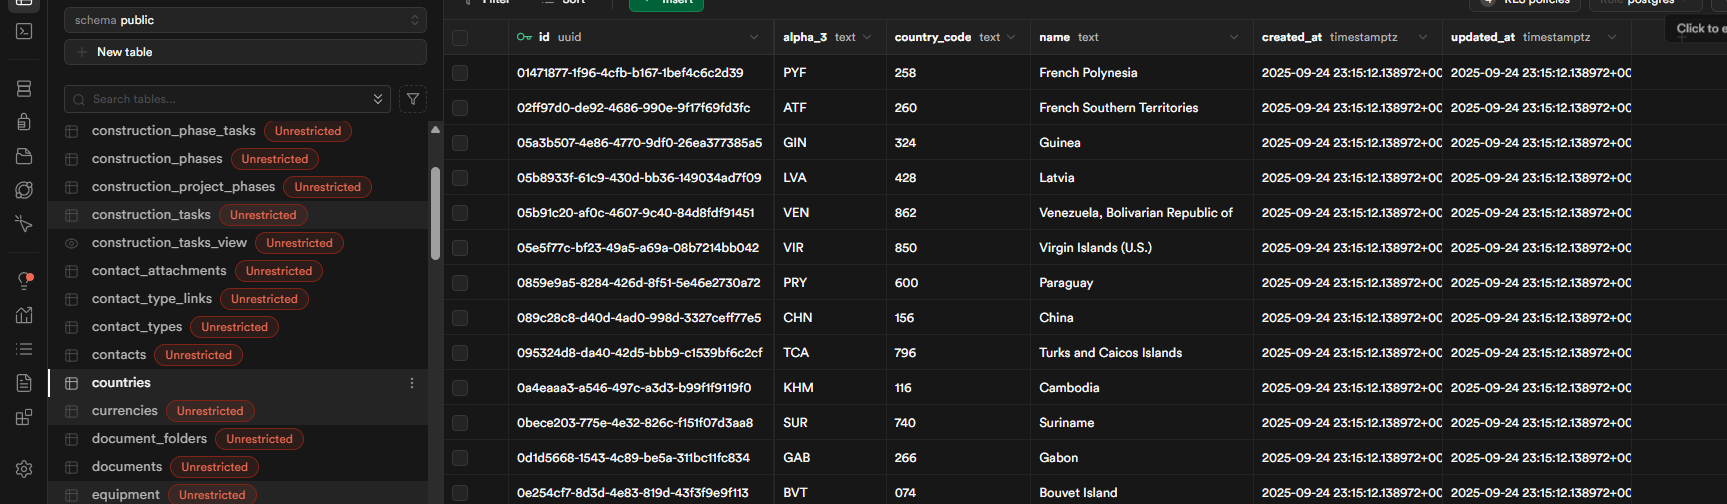 Filter
Sort
Insert
4 RLS policies
Role postgres
Click to e
schema public
New table
Search tables...
construction_phase_tasks Unrestricted
construction_phases Unrestricted
construction_project_phases Unrestricted
construction_tasks Unrestricted
construction_tasks_view Unrestricted
contact_attachments Unrestricted
contact_type_links Unrestricted
contact_types Unrestricted
contacts Unrestricted
countries
currencies Unrestricted
document_folders Unrestricted
documents Unrestricted
equipment Unrestricted
id uuid alpha_3 text country_code text name text created_at timestamptz updated_at timestamptz
01471877-1f96-4cfb-b167-1bef4c6c2d39 PYF 258 French Polynesia 2025-09-24 23:15:12.138972+00 2025-09-24 23:15:12.138972+00
02ff97d0-de92-4686-990e-9f17f69fd3fc ATF 260 French Southern Territories 2025-09-24 23:15:12.138972+00 2025-09-24 23:15:12.138972+00
05a3b507-4e86-4770-9df0-26ea377385a5 GIN 324 Guinea 2025-09-24 23:15:12.138972+00 2025-09-24 23:15:12.138972+00
05b8933f-61c9-430d-bb36-149034ad7f09 LVA 428 Latvia 2025-09-24 23:15:12.138972+00 2025-09-24 23:15:12.138972+00
05b91c20-af0c-4607-9c40-84d8fdf91451 VEN 862 Venezuela, Bolivarian Republic of 2025-09-24 23:15:12.138972+00 2025-09-24 23:15:12.138972+00
05e5f77c-bf23-49a5-a69a-08b7214bb042 VIR 850 Virgin Islands (U.S.) 2025-09-24 23:15:12.138972+00 2025-09-24 23:15:12.138972+00
0859e9a5-8284-426d-8f51-5e46e2730a72 PRY 600 Paraguay 2025-09-24 23:15:12.138972+00 2025-09-24 23:15:12.138972+00
089c28c8-d40d-4ad0-998d-3327ceff77e5 CHN 156 China 2025-09-24 23:15:12.138972+00 2025-09-24 23:15:12.138972+00
095324d8-da40-42d5-bbb9-c1539bf6c2cf TCA 796 Turks and Caicos Islands 2025-09-24 23:15:12.138972+00 2025-09-24 23:15:12.138972+00
0a4eaaa3-a546-497c-a3d3-b99f1f9119f0 KHM 116 Cambodia 2025-09-24 23:15:12.138972+00 2025-09-24 23:15:12.138972+00
0bece203-775e-4e32-826c-f151f07d3aa8 SUR 740 Suriname 2025-09-24 23:15:12.138972+00 2025-09-24 23:15:12.138972+00
0d1d5668-1543-4c89-be5a-311bc11fc834 GAB 266 Gabon 2025-09-24 23:15:12.138972+00 2025-09-24 23:15:12.138972+00
0e254cf7-8d3d-4e83-819d-43f3f9e9f113 BVT 074 Bouvet Island 2025-09-24 23:15:12.138972+00 2025-09-24 23:15:12.138972+00